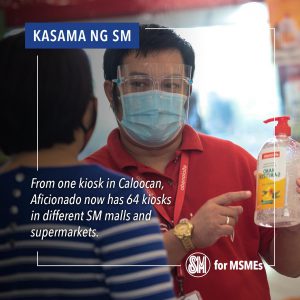 KASAMA NG SM
From one kiosk in Caloocan,
Aficionado now has 64 kiosks
in different SM malls and
supermarkets.
SM for MSMEs